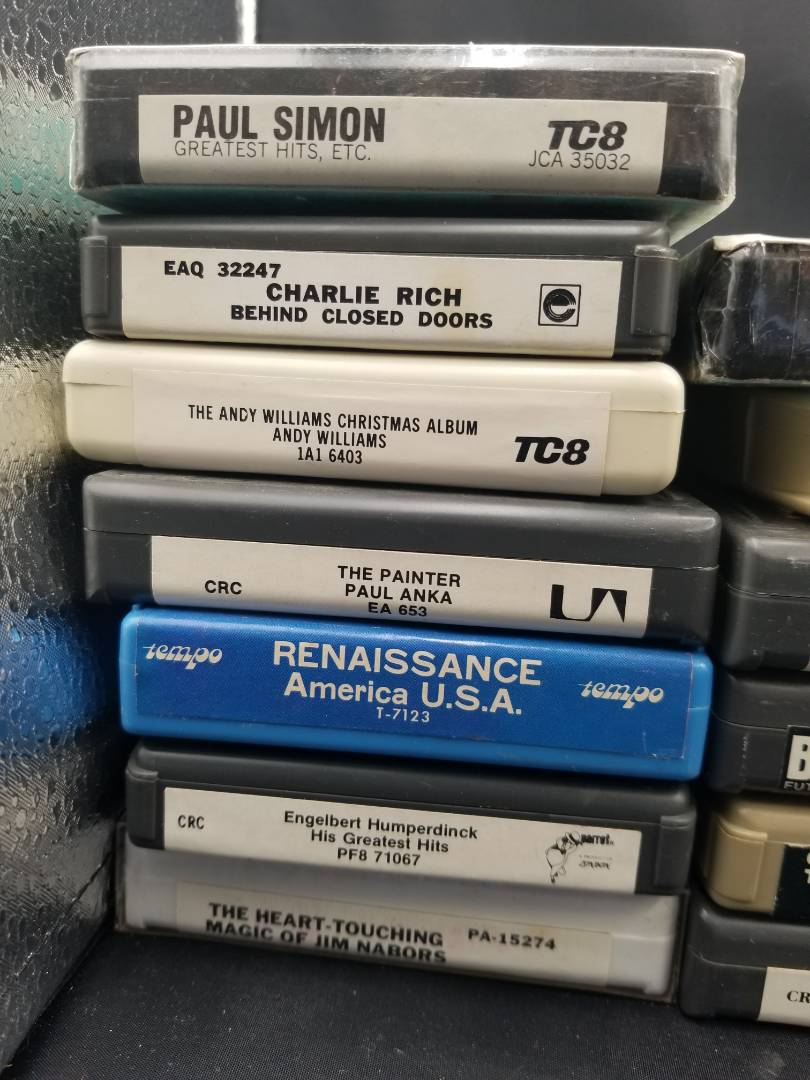 PAUL SIMON
GREATEST HITS, ETC.
TC8
JCA 35032
EAQ 32247
CHARLIE RICH
BEHIND CLOSED DOORS
THE ANDY WILLIAMS CHRISTMAS ALBUM
ANDY WILLIAMS
1A1 6403
TC8
CRC
THE PAINTER
PAUL ANKA
EA 653
UA
tempo
RENAISSANCE
America U.S.A.
T-7123
tempo
CRC
Engelbert Humperdinck
His Greatest Hits
PF8 71067
parrot
THE HEART-TOUCHING
MAGIC OF JIM NABORS
PA-15274